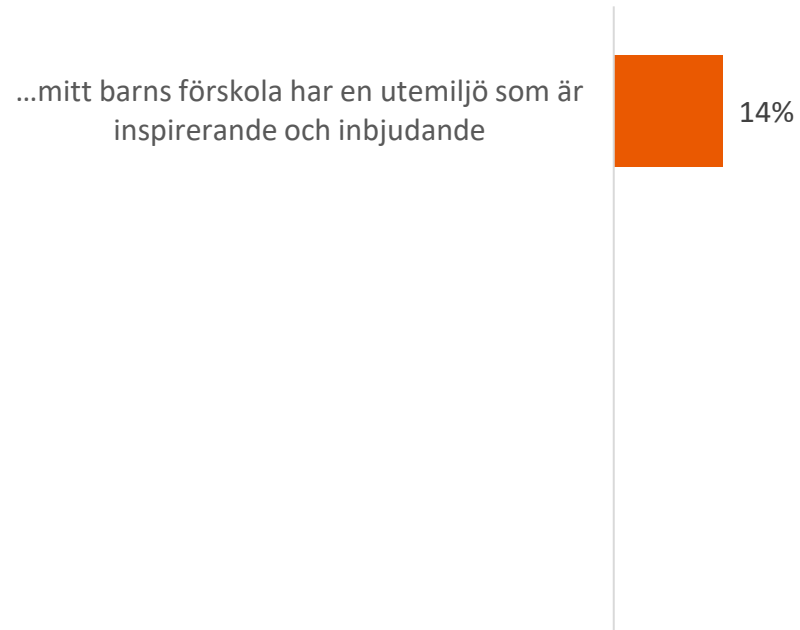 …mitt barns förskola har en utemiljö som är
inspirerande och inbjudande
14%